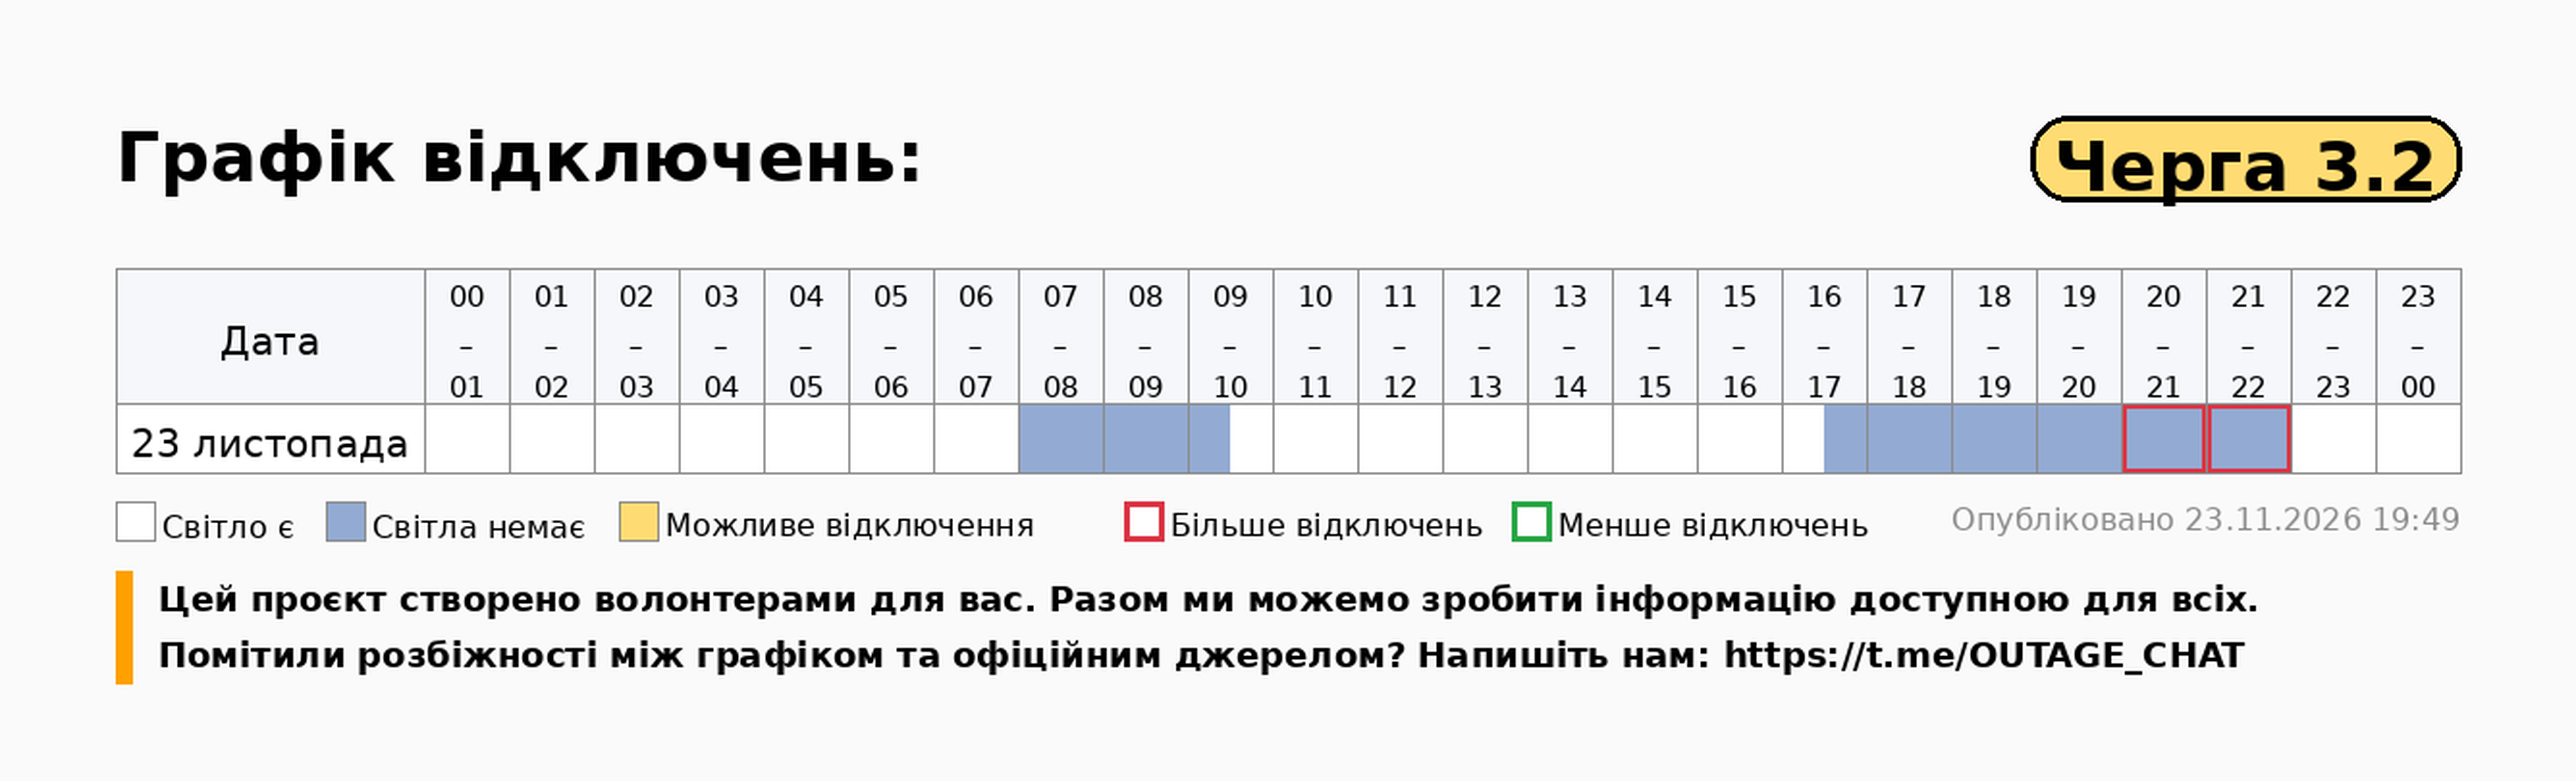 Графік відключень:
Черга 3.2
Дата
00 – 01
01 – 02
02 – 03
03 – 04
04 – 05
05 – 06
06 – 07
07 – 08
08 – 09
09 – 10
10 – 11
11 – 12
12 – 13
13 – 14
14 – 15
15 – 16
16 – 17
17 – 18
18 – 19
19 – 20
20 – 21
21 – 22
22 – 23
23 – 00
23 листопада
Світло є
Світла немає
Можливе відключення
Більше відключень
Менше відключень
Опубліковано 23.11.2026 19:49
Цей проєкт створено волонтерами для вас. Разом ми можемо зробити інформацію доступною для всіх.
Помітили розбіжності між графіком та офіційним джерелом? Напишіть нам: https://t.me/OUTAGE_CHAT